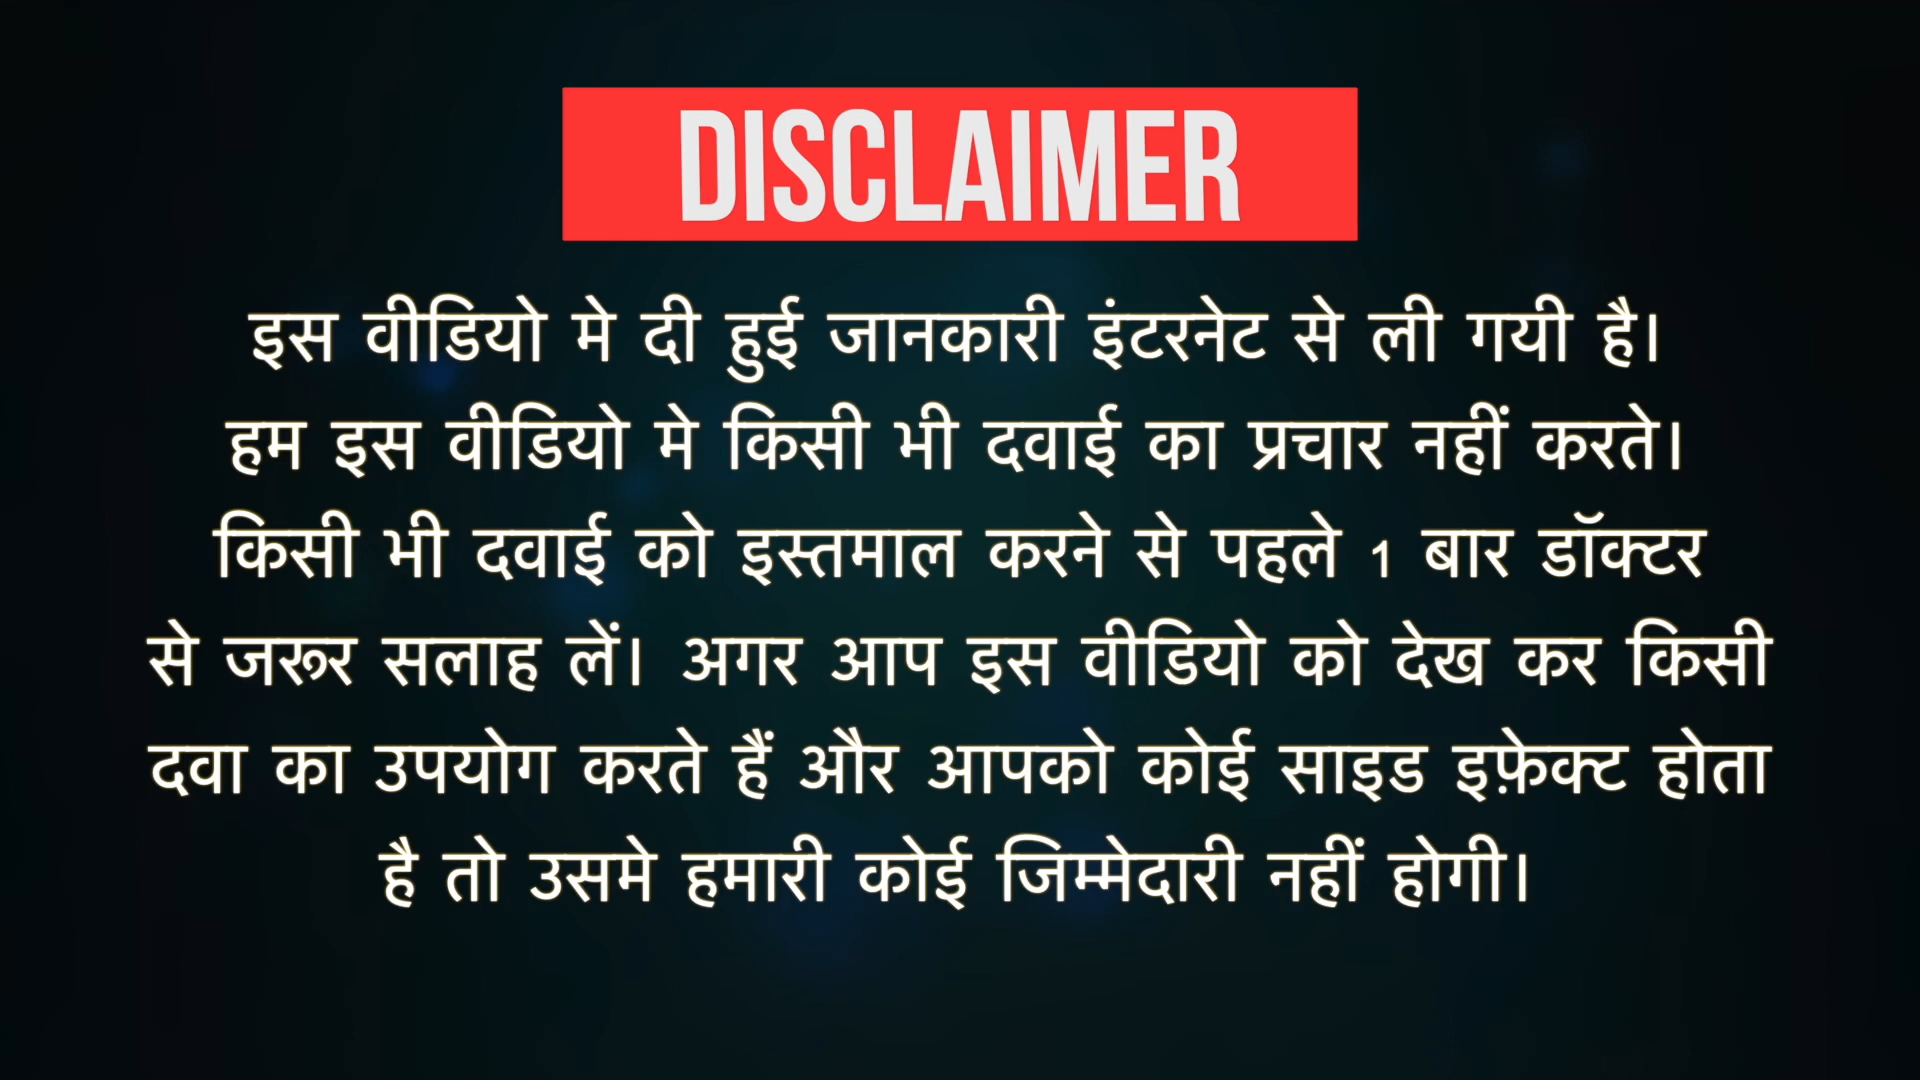 DISCLAIMER
इस वीडियो मे दी हुई जानकारी इंटरनेट से ली गयी है।
हम इस वीडियो मे किसी भी दवाई का प्रचार नहीं करते।
किसी भी दवाई को इस्तमाल करने से पहले 1 बार डॉक्टर
से जरूर सलाह लें। अगर आप इस वीडियो को देख कर किसी
दवा का उपयोग करते हैं और आपको कोई साइड इफ़ेक्ट होता
है तो उसमे हमारी कोई जिम्मेदारी नहीं होगी।